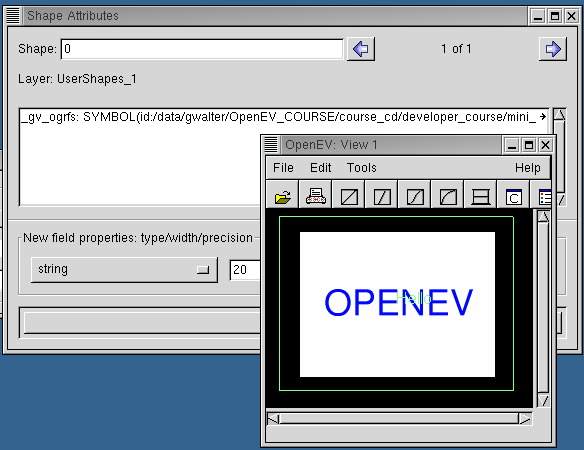 Shape Attributes
Shape: 0
1 of 1
Layer: UserShapes_1
_gv_ogrfs: SYMBOL(id:/data/gwalter/OpenEV_COURSE/course_cd/developer_course/mini_
OpenEV: View 1
File Edit Tools Help
C
New field properties: type/width/precision
string 20
OPENEV
Hello